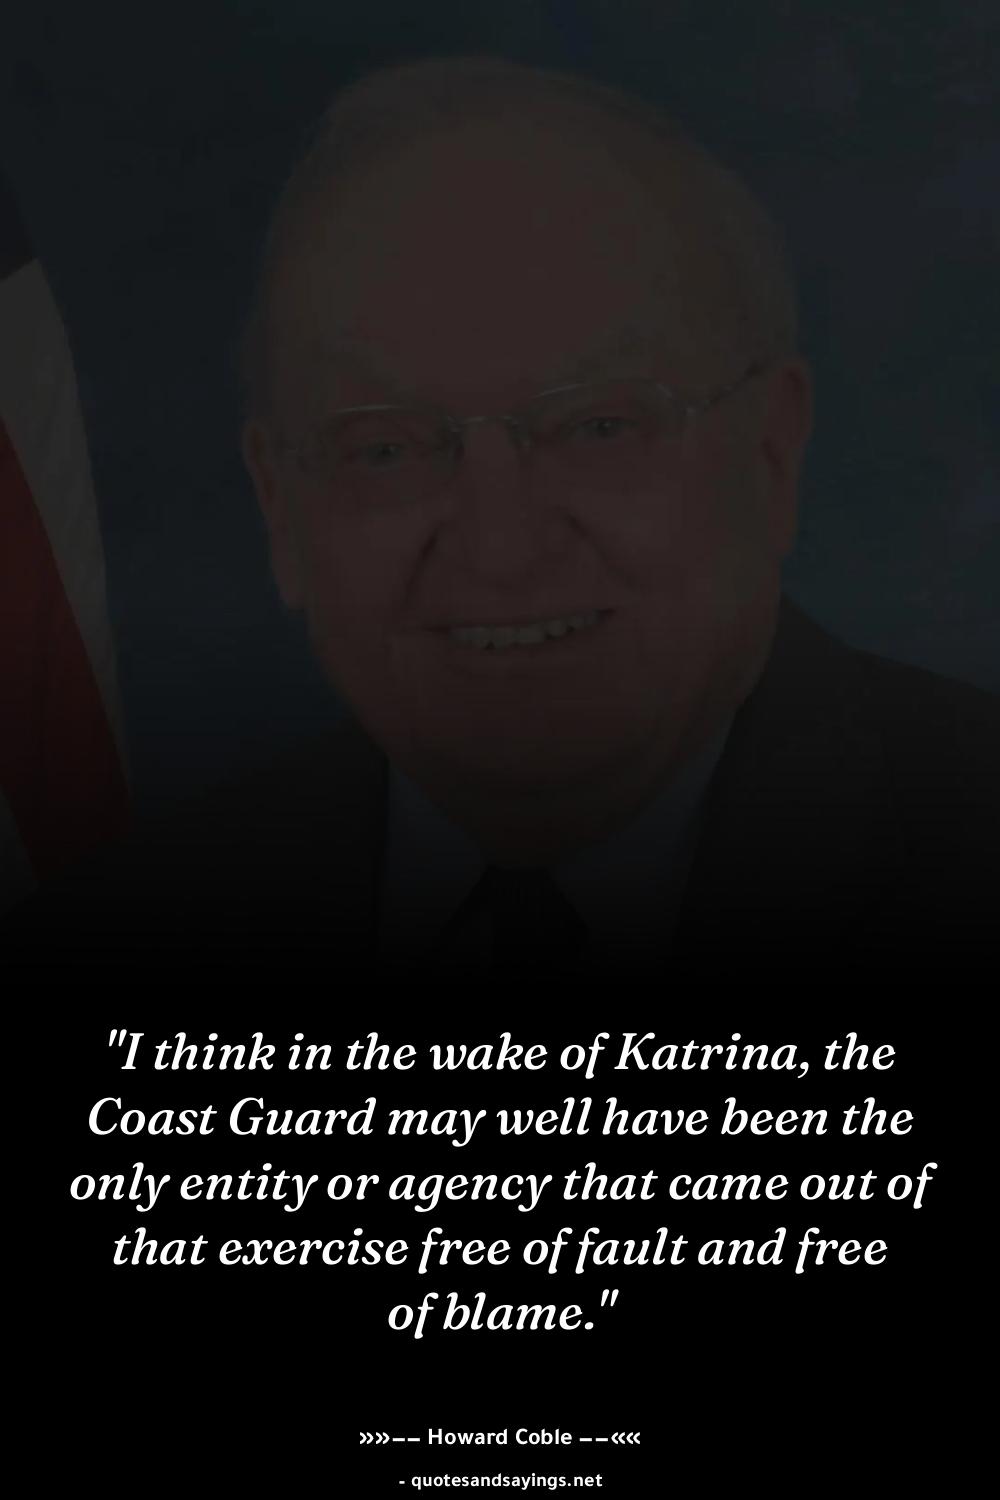 "I think in the wake of Katrina, the
Coast Guard may well have been the
only entity or agency that came out of
that exercise free of fault and free
of blame."
»»–– Howard Coble ––««
- quotesandsayings.net